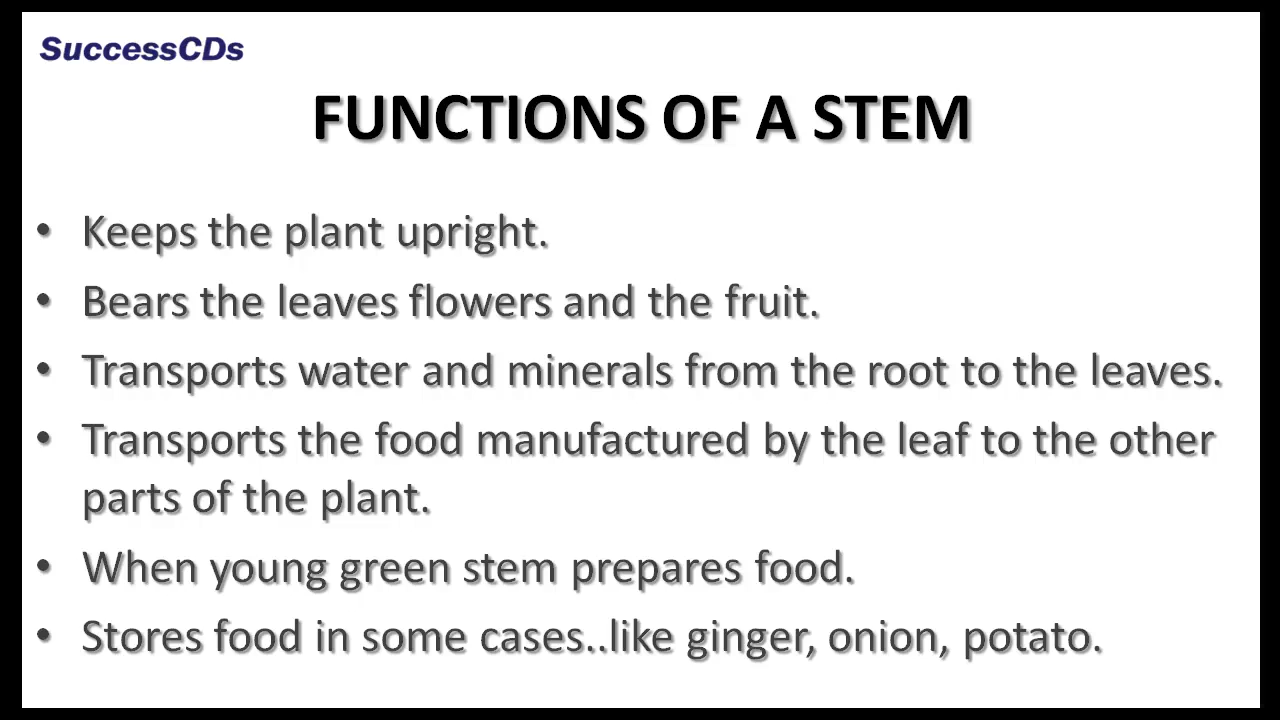 SuccessCDs
FUNCTIONS OF A STEM
• Keeps the plant upright.
• Bears the leaves flowers and the fruit.
• Transports water and minerals from the root to the leaves.
• Transports the food manufactured by the leaf to the other
parts of the plant.
• When young green stem prepares food.
• Stores food in some cases..like ginger, onion, potato.